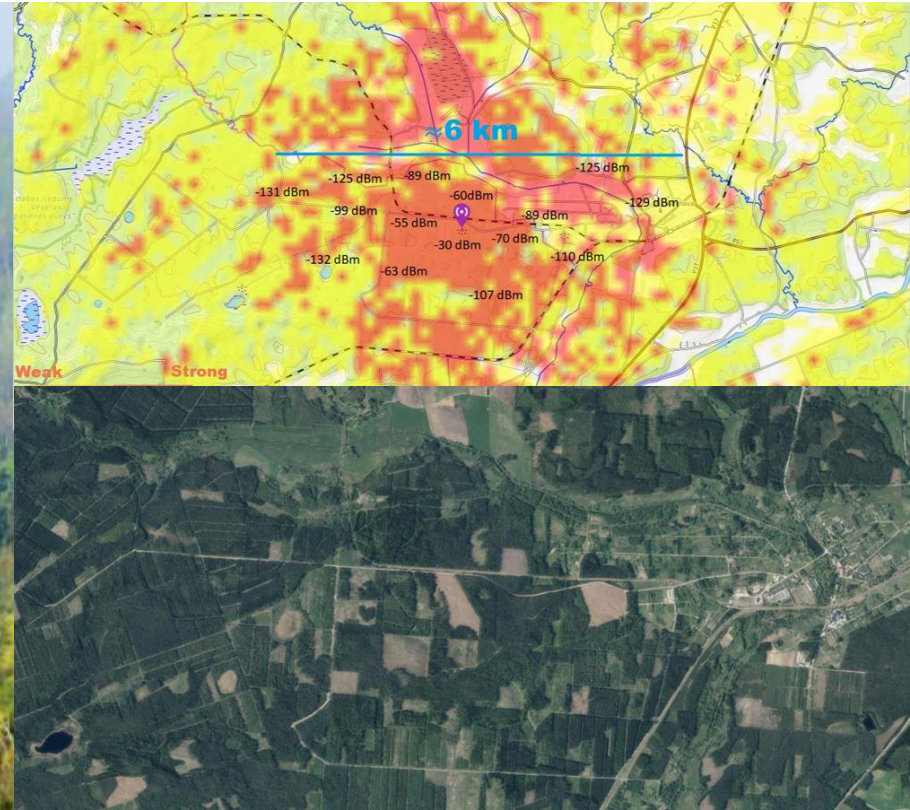 ≈6 km
-125 dBm
-125 dBm
-89 dBm
-131 dBm
-60dBm
-129 dBm
-99 dBm
-89 dBm
-55 dBm
-70 dBm
-30 dBm
-110 dBm
-132 dBm
-63 dBm
-107 dBm
Weak
Strong